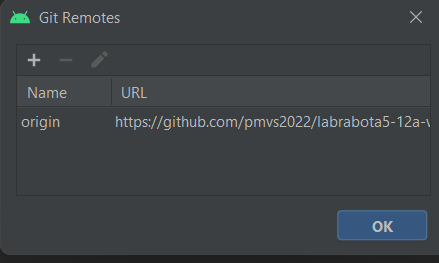 Git Remotes
Name URL
origin https://github.com/pmvs2022/labrabota5-12a-v
OK